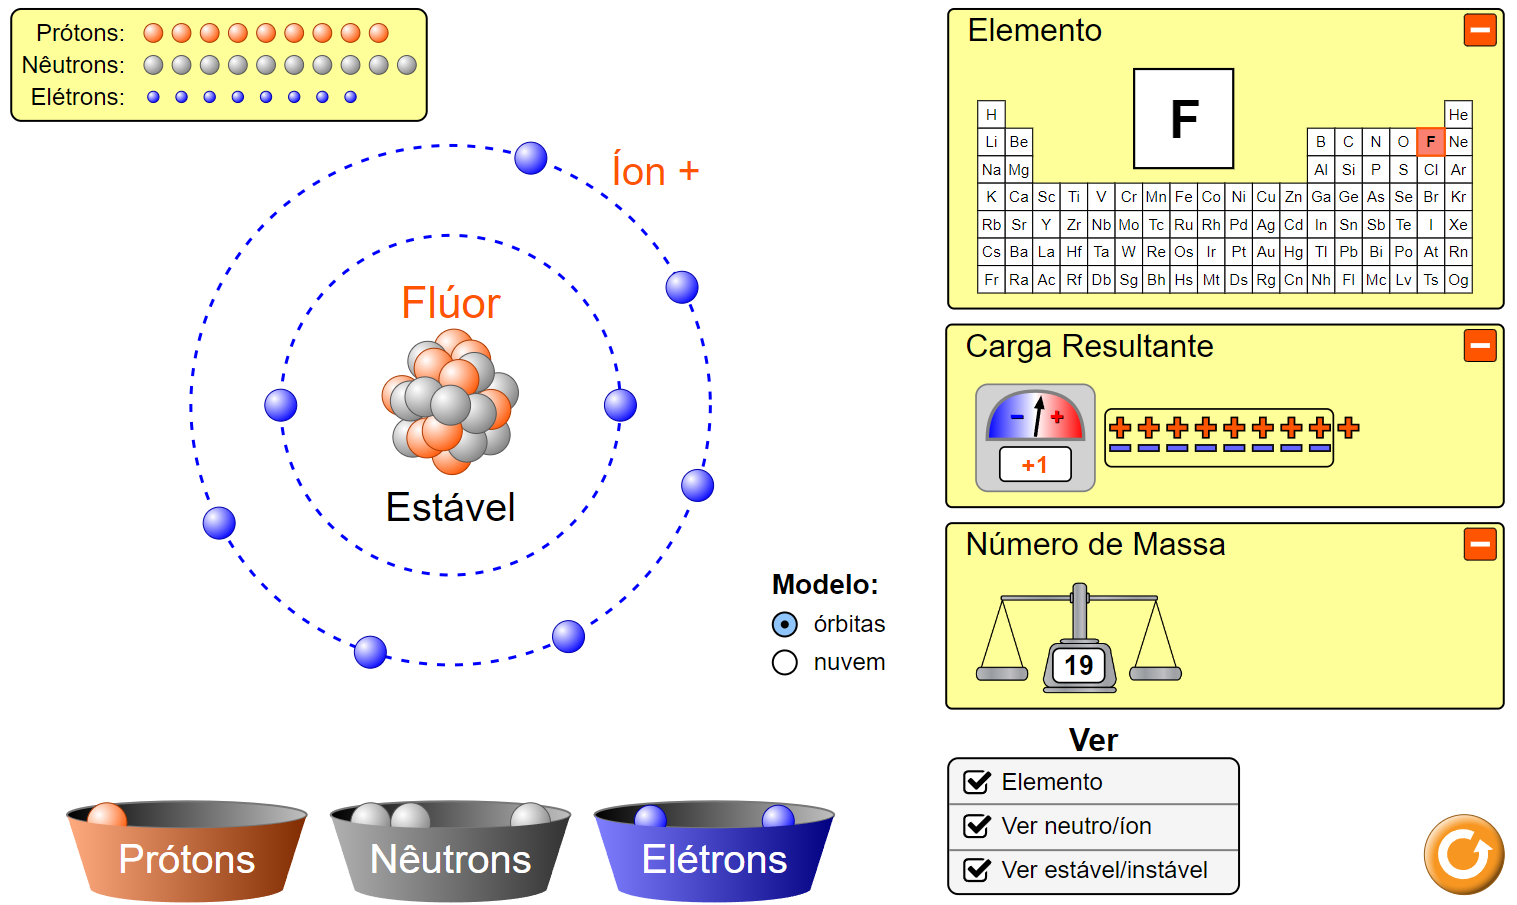 Prótons:
Nêutrons:
Elétrons:
Íon +
Flúor
Estável
Modelo:
órbitas
nuvem
Prótons
Nêutrons
Elétrons
Elemento
F
H He
Li Be B C N O F Ne
Na Mg Al Si P S Cl Ar
K Ca Sc Ti V Cr Mn Fe Co Ni Cu Zn Ga Ge As Se Br Kr
Rb Sr Y Zr Nb Mo Tc Ru Rh Pd Ag Cd In Sn Sb Te I Xe
Cs Ba La Hf Ta W Re Os Ir Pt Au Hg Tl Pb Bi Po At Rn
Fr Ra Ac Rf Db Sg Bh Hs Mt Ds Rg Cn Nh Fl Mc Lv Ts Og
Carga Resultante
− +
+1
Número de Massa
19
Ver
Elemento
Ver neutro/íon
Ver estável/instável